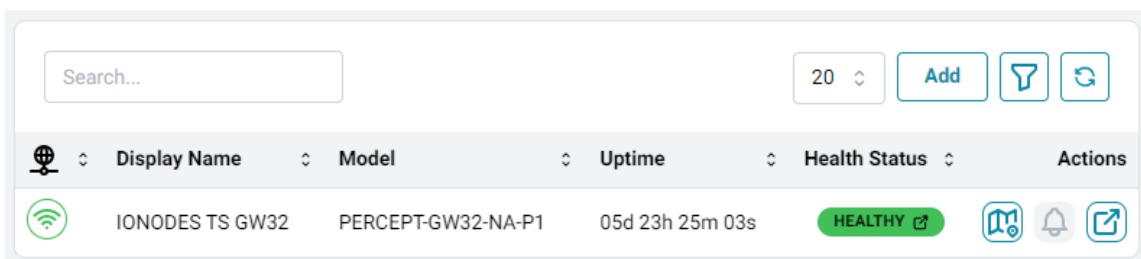 Search... 20 Add
Display Name Model Uptime Health Status Actions
IONODES TS GW32 PERCEPT-GW32-NA-P1 05d 23h 25m 03s HEALTHY